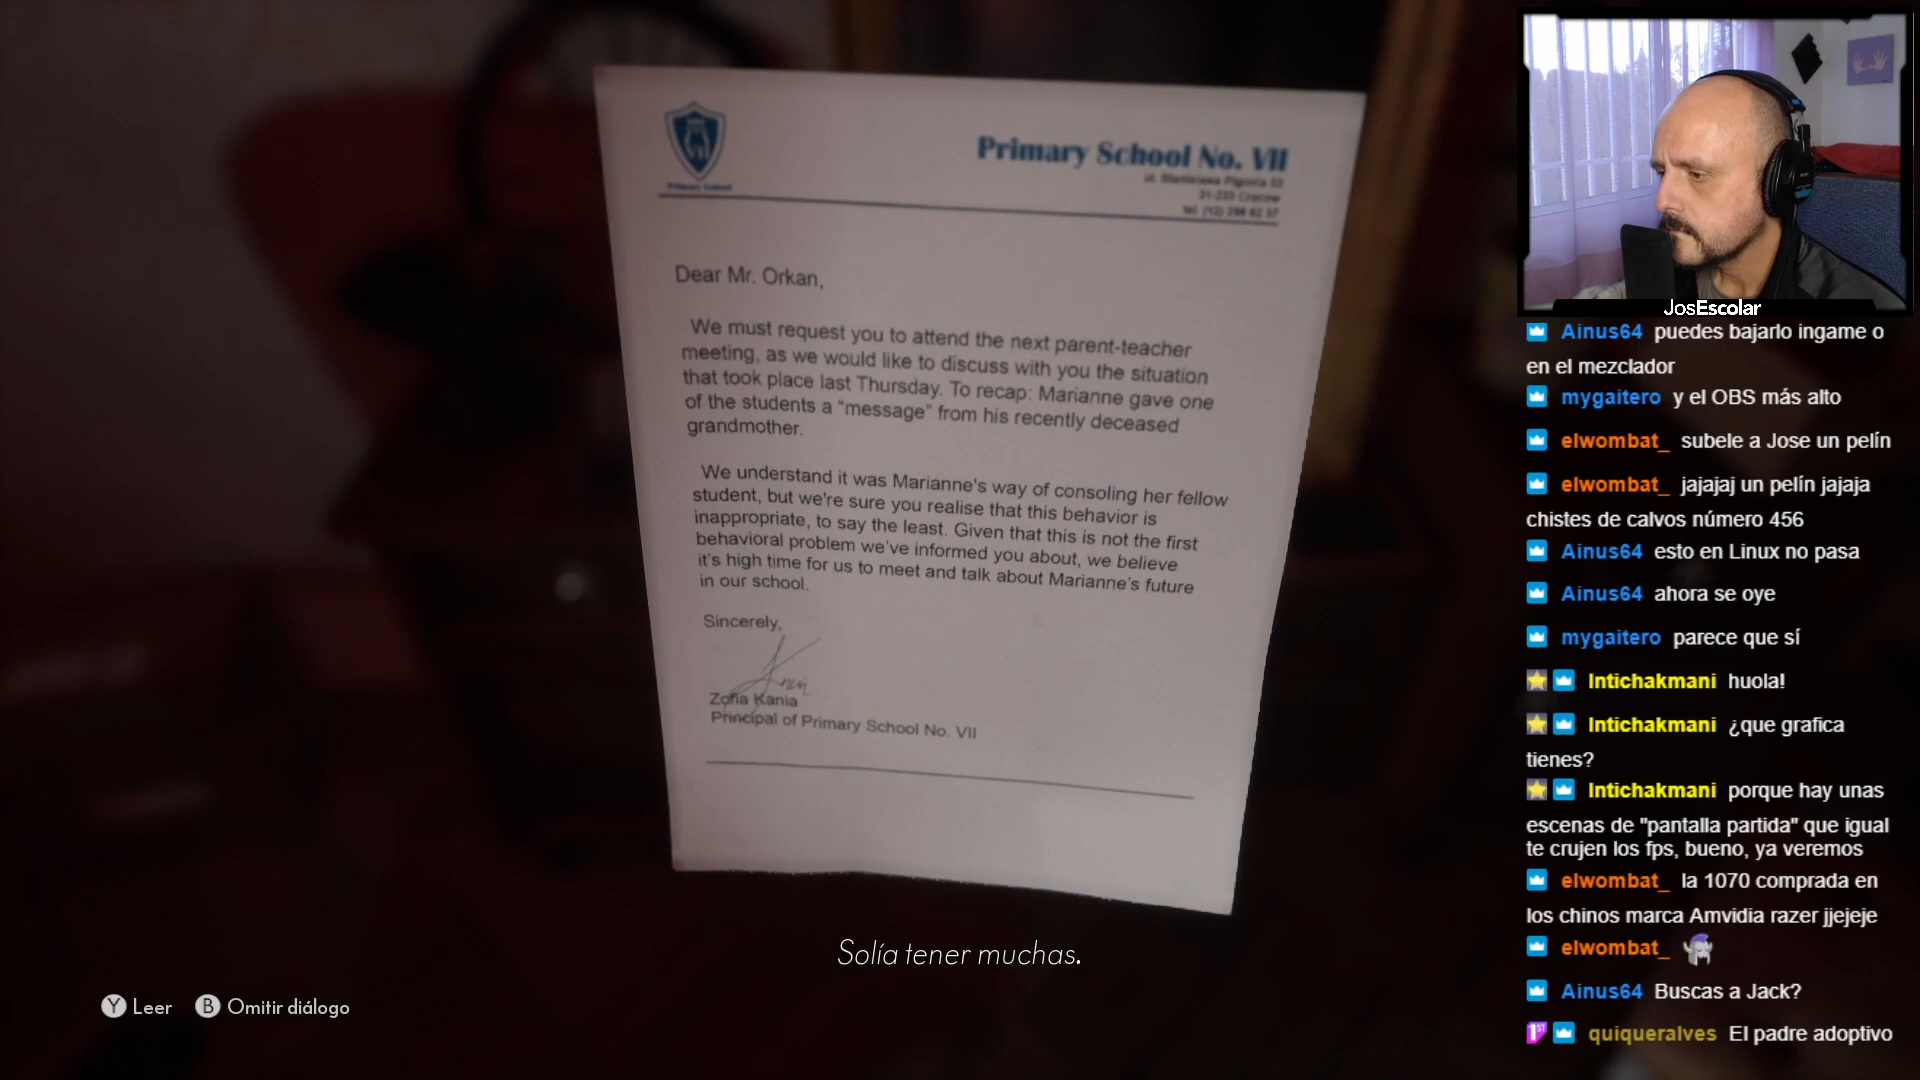 Primary School No. VII
ul. Stanisława Pigonia 23
31-233 Cracow
Primary School
Dear Mr. Orkan,
We must request you to attend the next parent-teacher
meeting, as we would like to discuss with you the situation
that took place last Thursday. To recap: Marianne gave one
of the students a “message” from his recently deceased
grandmother.
We understand it was Marianne's way of consoling her fellow
student, but we're sure you realise that this behavior is
inappropriate, to say the least. Given that this is not the first
behavioral problem we've informed you about, we believe
it's high time for us to meet and talk about Marianne's future
in our school.
Sincerely,
Zofia Kania
Principal of Primary School No. VII
Solía tener muchas.
Y Leer B Omitir diálogo
JosEscolar
Ainus64 puedes bajarlo ingame o
en el mezclador
mygaitero y el OBS más alto
elwombat_ subele a Jose un pelín
elwombat_ jajajaj un pelín jajaja
chistes de calvos número 456
Ainus64 esto en Linux no pasa
Ainus64 ahora se oye
mygaitero parece que sí
Intichakmani huola!
Intichakmani ¿que grafica
tienes?
Intichakmani porque hay unas
escenas de "pantalla partida" que igual
te crujen los fps, bueno, ya veremos
elwombat_ la 1070 comprada en
los chinos marca Amvidia razer jjejeje
elwombat_
Ainus64 Buscas a Jack?
1ST quiqueralves El padre adoptivo